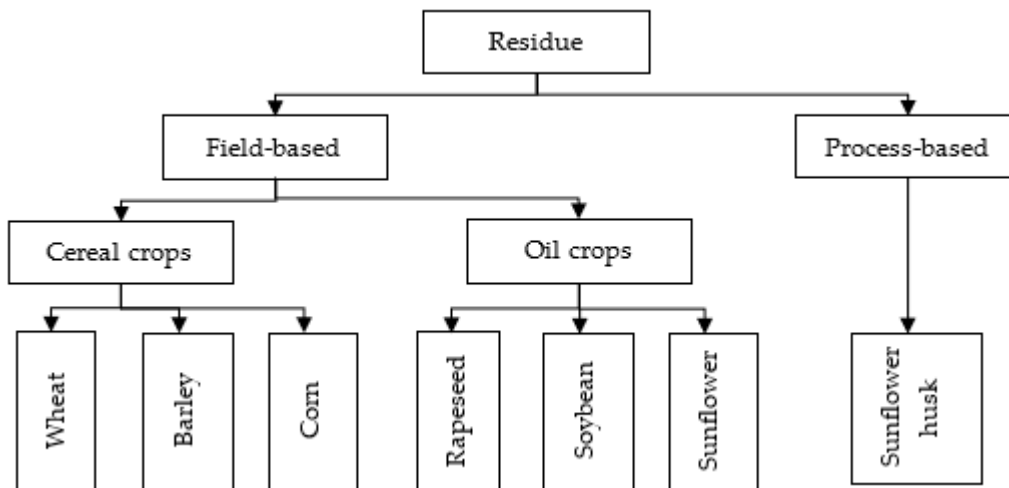 Residue
Field-based
Process-based
Cereal crops
Oil crops
Wheat
Barley
Corn
Rapeseed
Soybean
Sunflower
Sunflower
husk